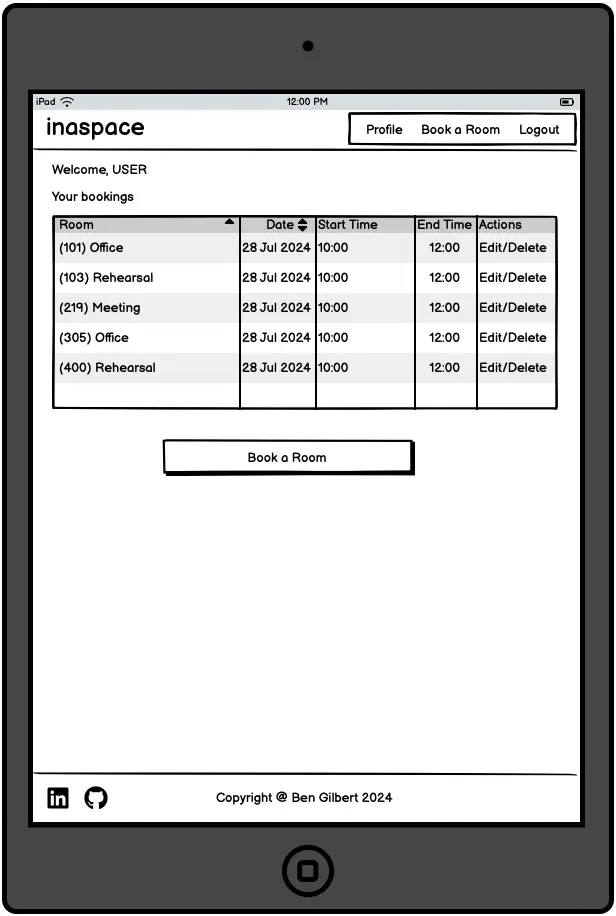 iPad 12:00 PM
inaspace Profile Book a Room Logout
Welcome, USER
Your bookings
Room Date Start Time End Time Actions
(101) Office 28 Jul 2024 10:00 12:00 Edit/Delete
(103) Rehearsal 28 Jul 2024 10:00 12:00 Edit/Delete
(219) Meeting 28 Jul 2024 10:00 12:00 Edit/Delete
(305) Office 28 Jul 2024 10:00 12:00 Edit/Delete
(400) Rehearsal 28 Jul 2024 10:00 12:00 Edit/Delete
Book a Room
in Copyright @ Ben Gilbert 2024